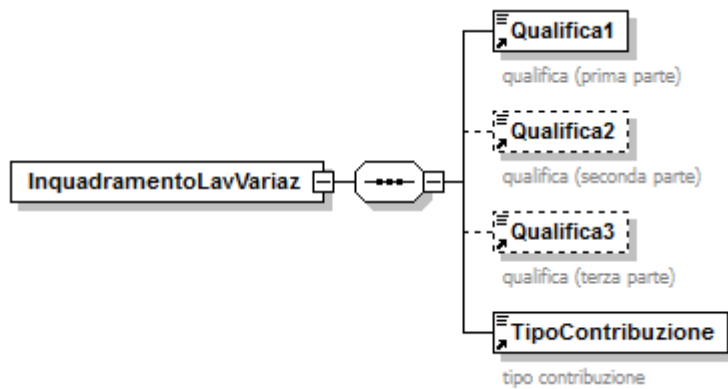 Qualifica1
qualifica (prima parte)
Qualifica2
qualifica (seconda parte)
InquadramentoLavVariaz
Qualifica3
qualifica (terza parte)
TipoContribuzione
tipo contribuzione